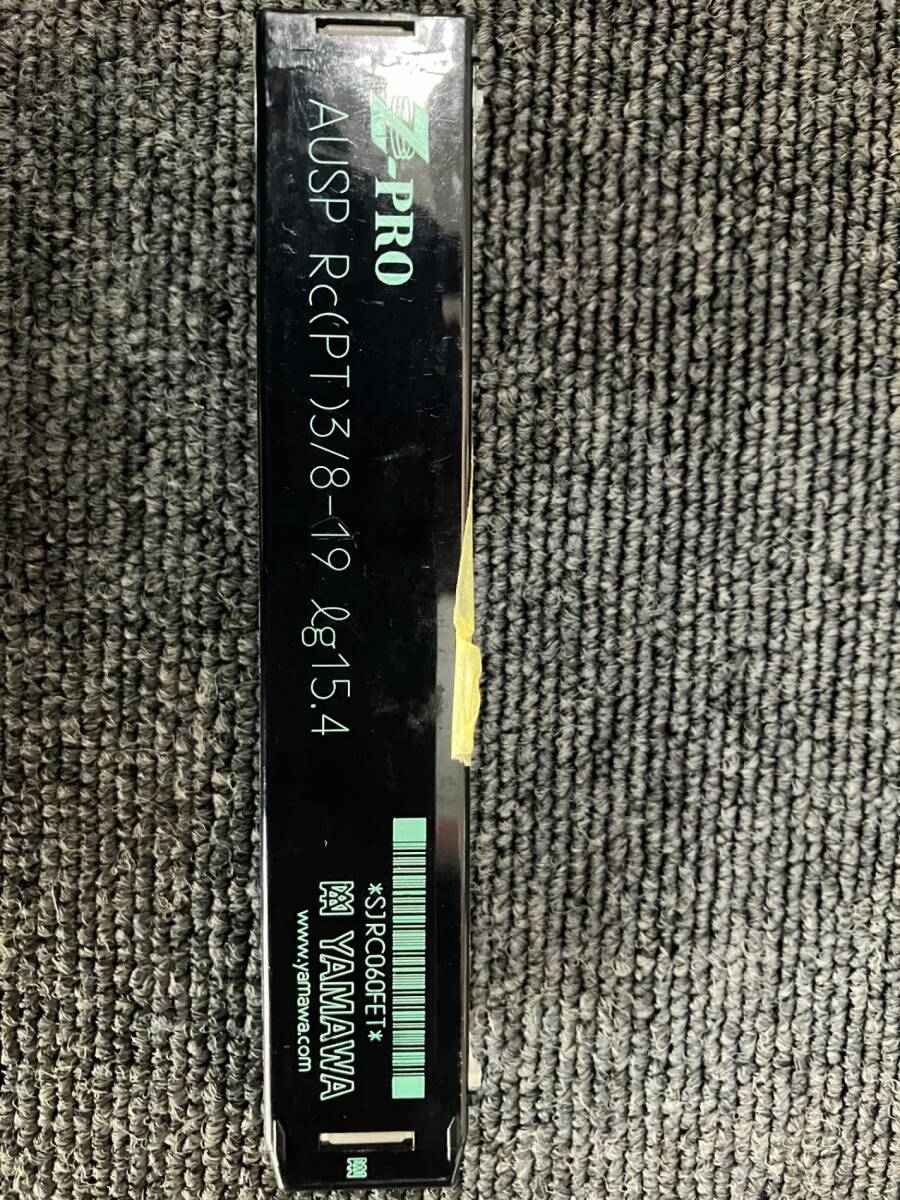 Z-PRO
AUSP Rc(PT)3/8-19 ℓg15.4
*SJRC060FET*
YAMAWA
www.yamawa.com